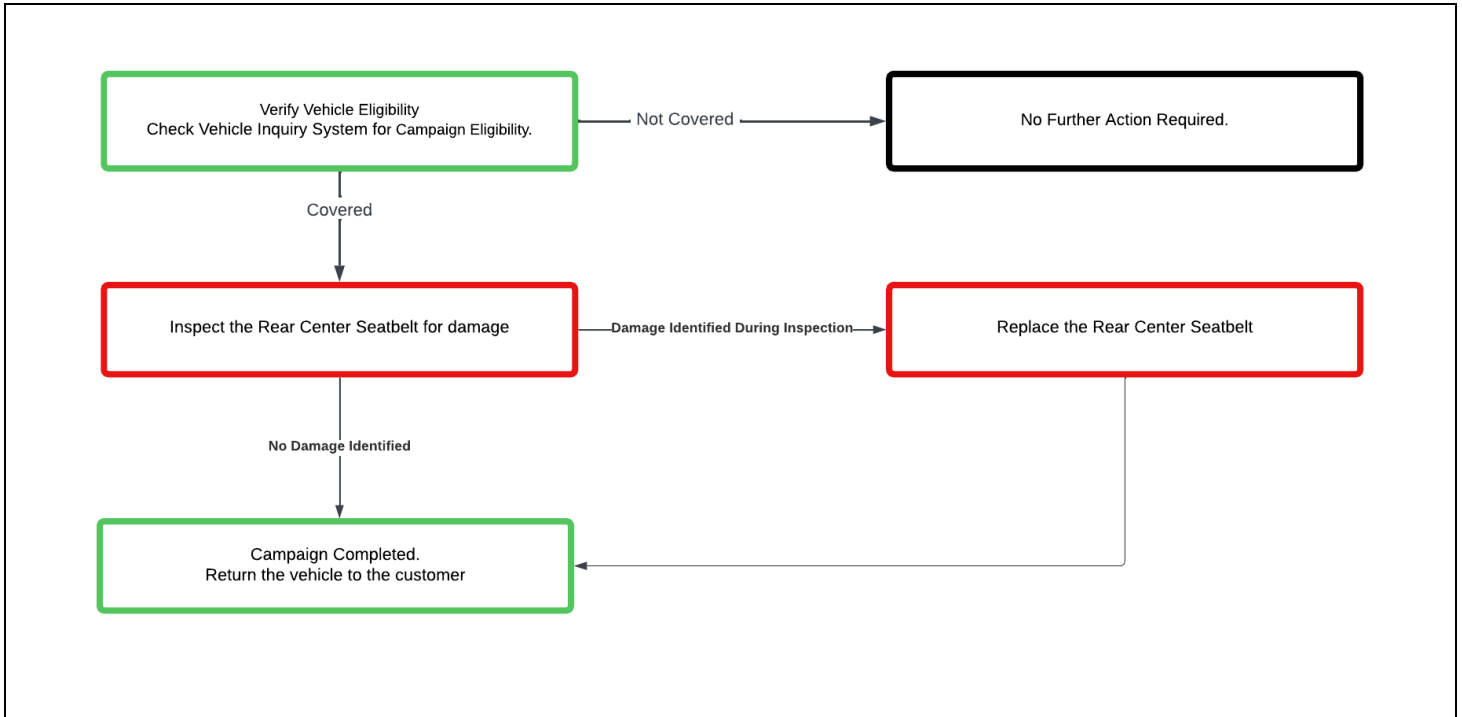 Verify Vehicle Eligibility
Check Vehicle Inquiry System for Campaign Eligibility.
Not Covered
No Further Action Required.
Covered
Inspect the Rear Center Seatbelt for damage
Damage Identified During Inspection
Replace the Rear Center Seatbelt
No Damage Identified
Campaign Completed.
Return the vehicle to the customer